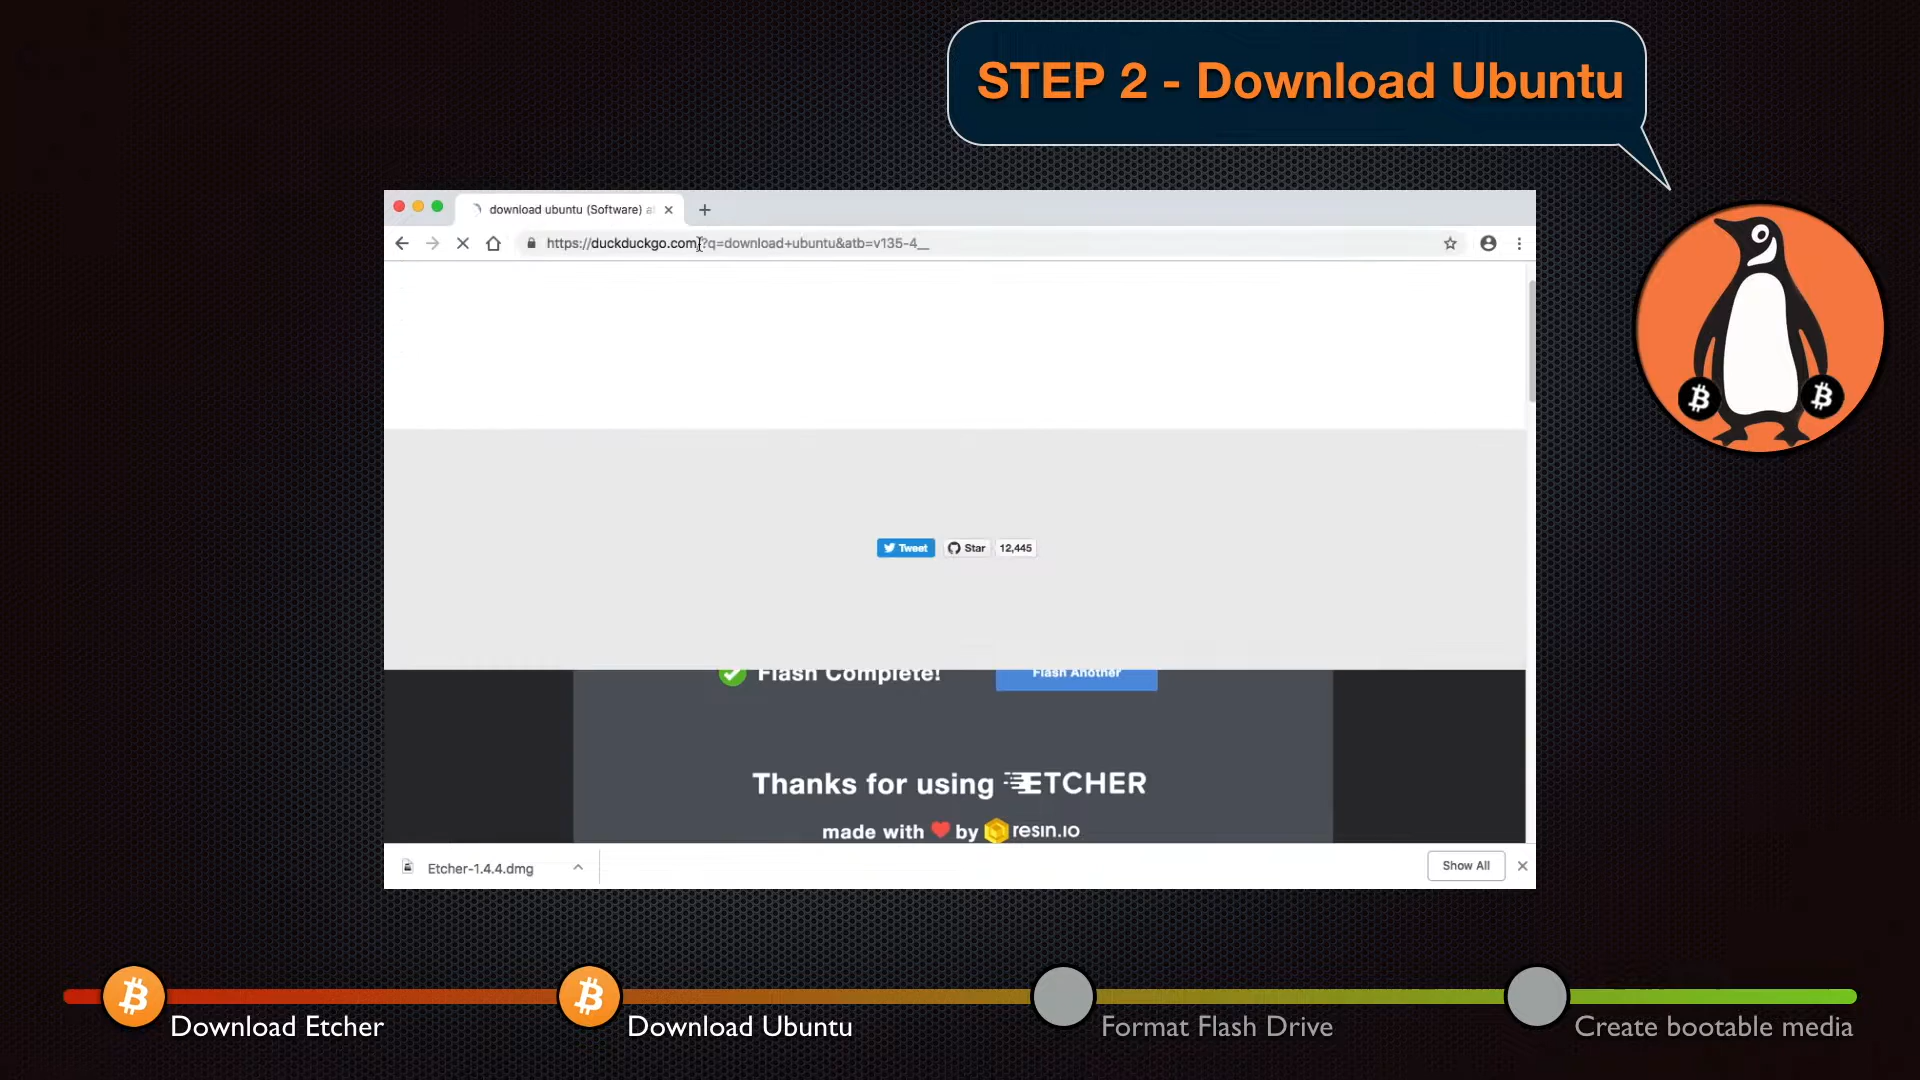 STEP 2 - Download Ubuntu
download ubuntu (Software) a
https://duckduckgo.com/?q=download+ubuntu&atb=v135-4__
Tweet Star 12,445
Flash Complete! Flash Another
Thanks for using ETCHER
made with by resin.io
Etcher-1.4.4.dmg Show All
Download Etcher Download Ubuntu Format Flash Drive Create bootable media